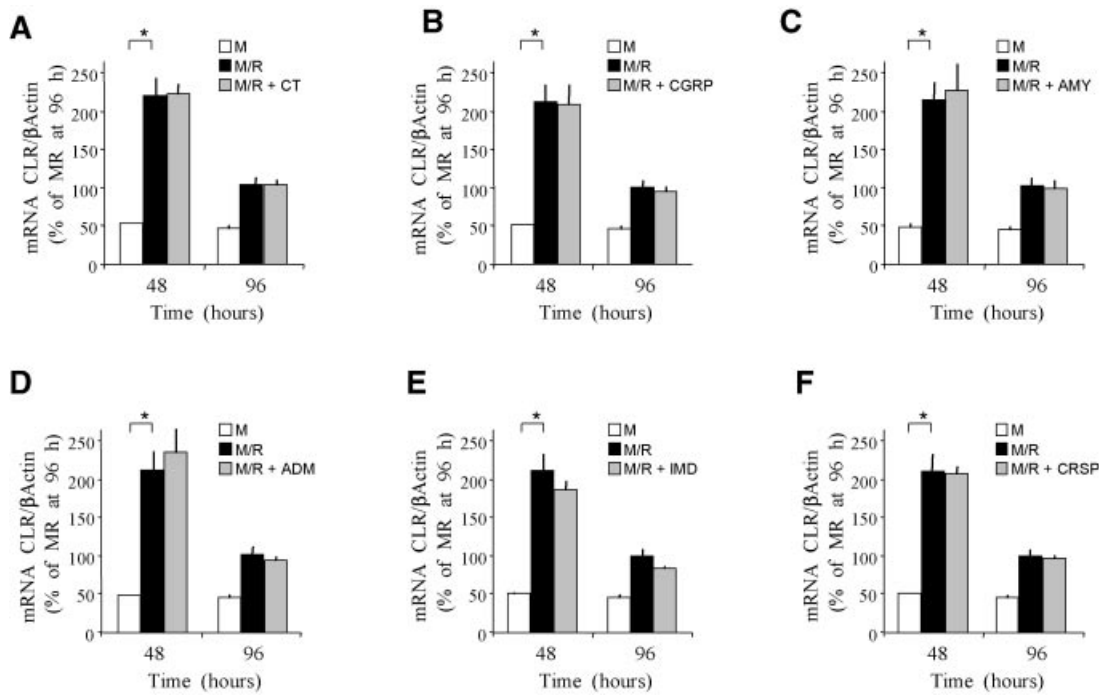 A
*
M
M/R
M/R + CT
mRNA CLR/βActin
(% of MR at 96 h)
250
200
150
100
50
0
48 96
Time (hours)
B
*
M
M/R
M/R + CGRP
mRNA CLR/βActin
(% of MR at 96 h)
250
200
150
100
50
0
48 96
Time (hours)
C
*
M
M/R
M/R + AMY
mRNA CLR/βActin
(% of MR at 96 h)
250
200
150
100
50
0
48 96
Time (hours)
D
*
M
M/R
M/R + ADM
mRNA CLR/βActin
(% of MR at 96 h)
250
200
150
100
50
0
48 96
Time (hours)
E
*
M
M/R
M/R + IMD
mRNA CLR/βActin
(% of MR at 96 h)
250
200
150
100
50
0
48 96
Time (hours)
F
*
M
M/R
M/R + CRSP
mRNA CLR/βActin
(% of MR at 96 h)
250
200
150
100
50
0
48 96
Time (hours)